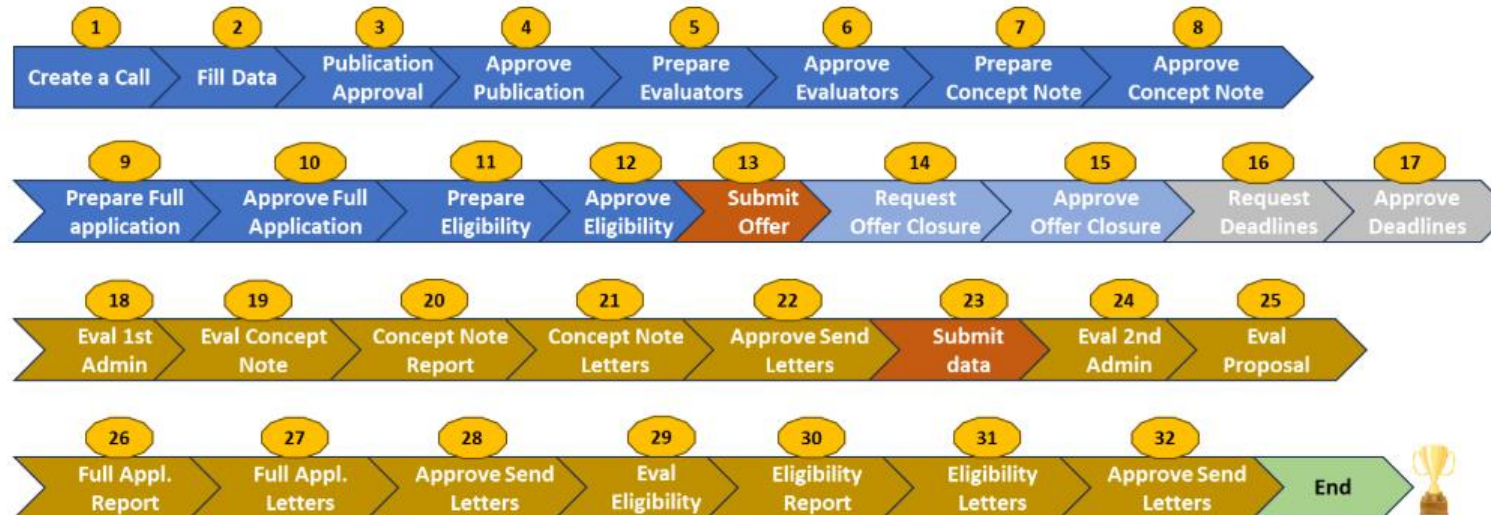 1 2 3 4 5 6 7 8
Create a Call Fill Data Publication Approval Approve Publication Prepare Evaluators Approve Evaluators Prepare Concept Note Approve Concept Note
9 10 11 12 13 14 15 16 17
Prepare Full application Approve Full Application Prepare Eligibility Approve Eligibility Submit Offer Request Offer Closure Approve Offer Closure Request Deadlines Approve Deadlines
18 19 20 21 22 23 24 25
Eval 1st Admin Eval Concept Note Concept Note Report Concept Note Letters Approve Send Letters Submit data Eval 2nd Admin Eval Proposal
26 27 28 29 30 31 32
Full Appl. Report Full Appl. Letters Approve Send Letters Eval Eligibility Eligibility Report Eligibility Letters Approve Send Letters End